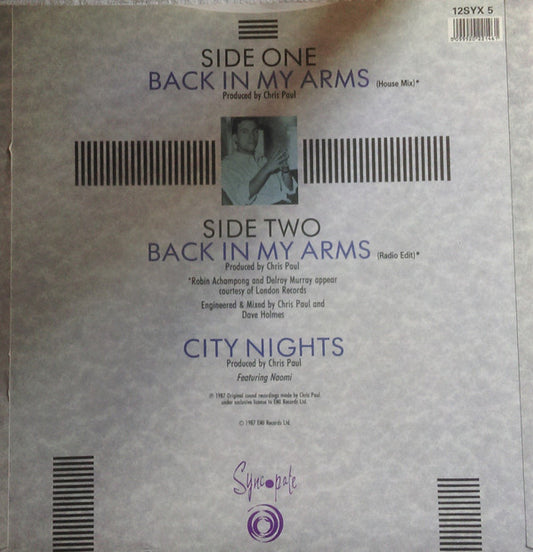 12SYX 5
SIDE ONE
BACK IN MY ARMS (House Mix)*
Produced by Chris Paul
SIDE TWO
BACK IN MY ARMS (Radio Edit)*
Produced by Chris Paul
*Robin Achampong and Delroy Murray appear
courtesy of London Records
Engineered & Mixed by Chris Paul and
Dave Holmes
CITY NIGHTS
Produced by Chris Paul
Featuring Naomi
℗ 1987 Original sound recordings made by Chris Paul
under exclusive licence to EMI Records Ltd.
© 1987 EMI Records Ltd.
Syncopate